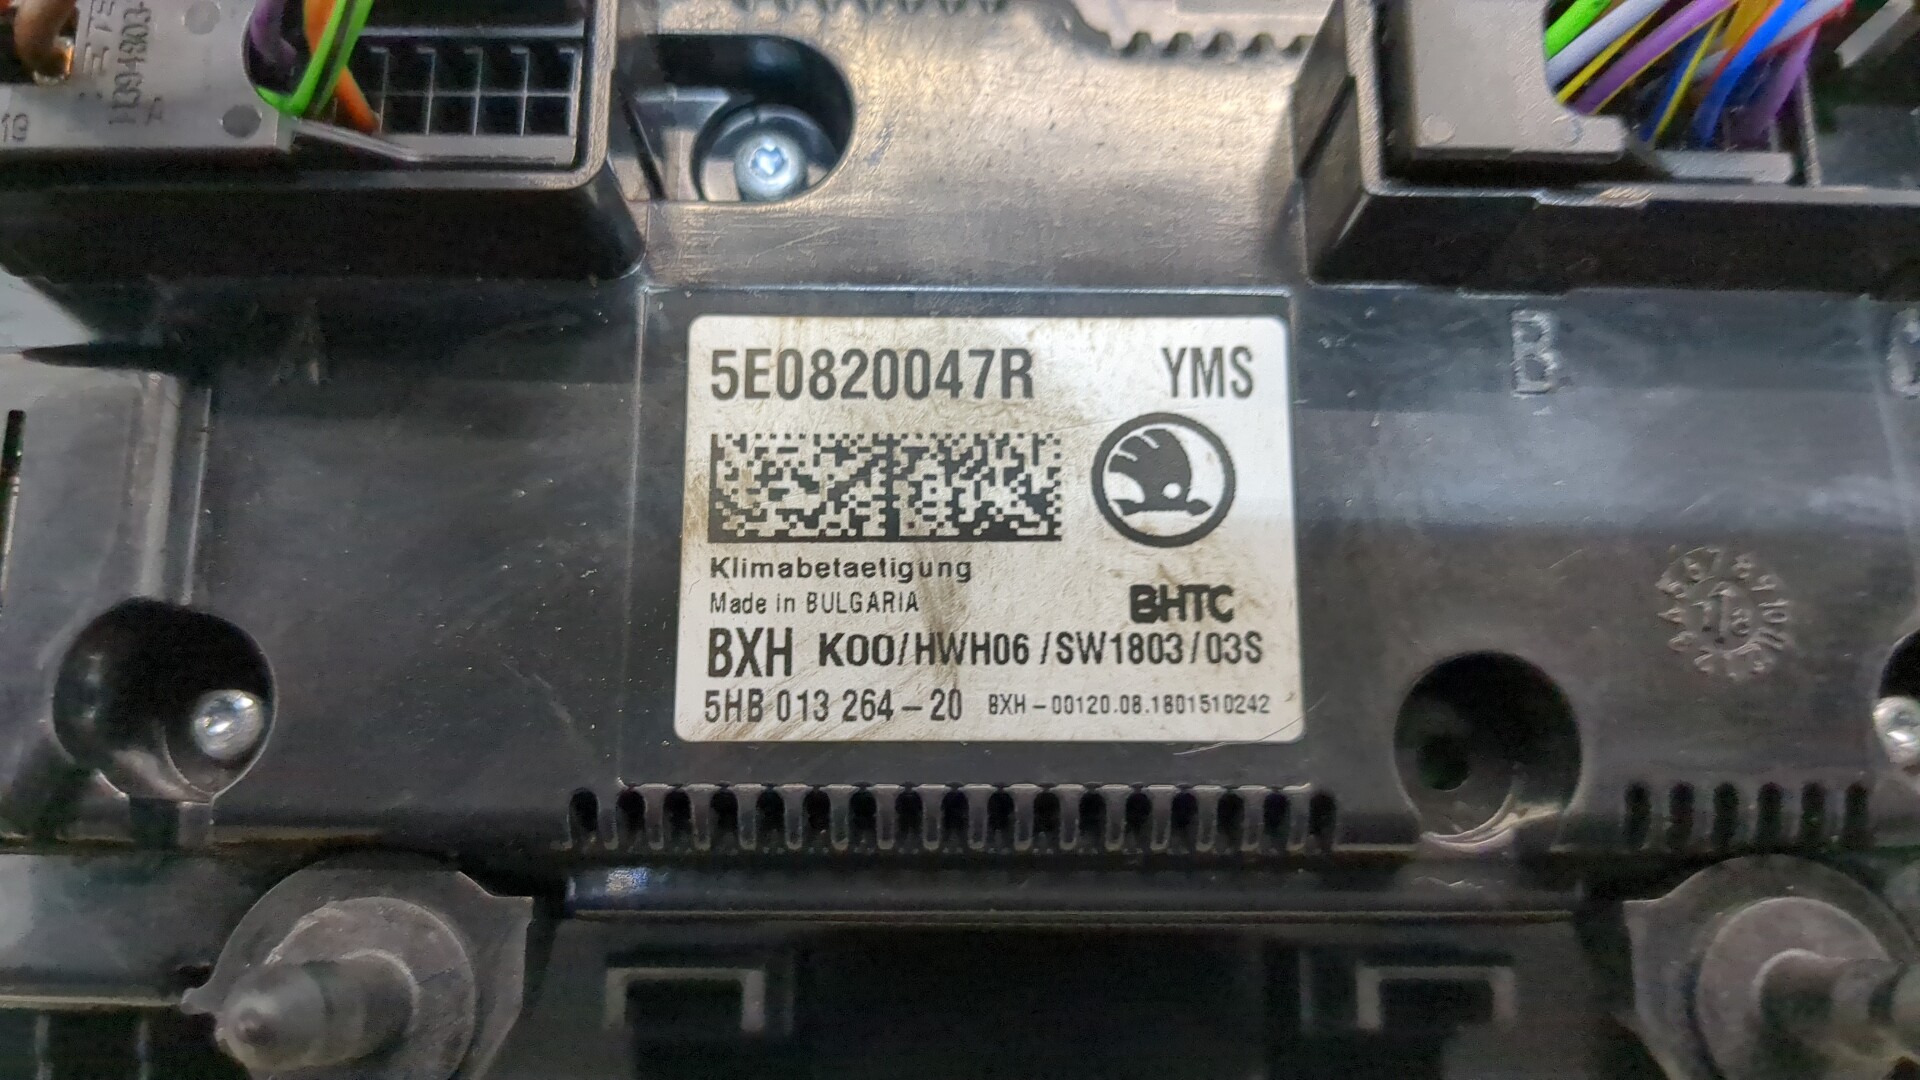 5E0820047R YMS
Klimabetaetigung
Made in BULGARIA
BHTC
BXH K00/HWH06/SW1803/03S
5HB 013 264-20 BXH-00120.08.1801510242
B